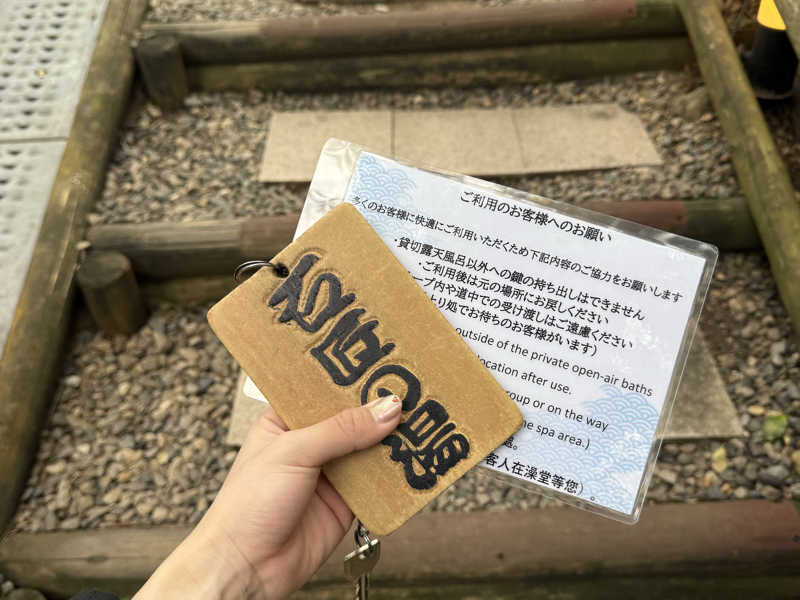 の湯
ご利用のお客様へのお願い
多くのお客様に快適にご利用いただくため下記内容のご協力をお願いします
・貸切露天風呂以外への鍵の持ち出しはできません
・ご利用後は元の場所にお戻しください
ープ内や道中での受け渡しはご遠慮ください
り処でお待ちのお客様がいます）
outside of the private open-air baths
location after use.
roup or on the way
the spa area.)
處。
客人在澡堂等您）。